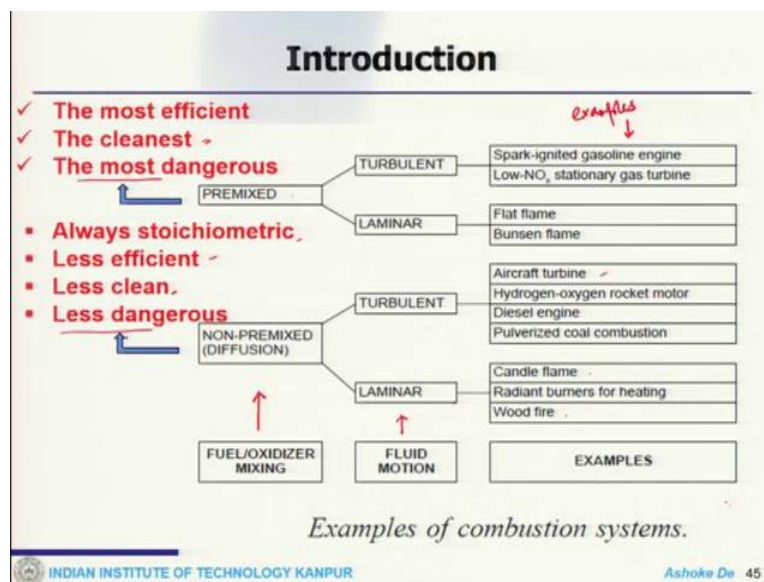 Introduction
✓ The most efficient
✓ The cleanest
✓ The most dangerous
examples
PREMIXED
TURBULENT
Spark-ignited gasoline engine
Low-NOx stationary gas turbine
LAMINAR
Flat flame
Bunsen flame
▪ Always stoichiometric
▪ Less efficient
▪ Less clean
▪ Less dangerous
NON-PREMIXED
(DIFFUSION)
TURBULENT
Aircraft turbine
Hydrogen-oxygen rocket motor
Diesel engine
Pulverized coal combustion
LAMINAR
Candle flame
Radiant burners for heating
Wood fire
FUEL/OXIDIZER
MIXING
FLUID
MOTION
EXAMPLES
Examples of combustion systems.
INDIAN INSTITUTE OF TECHNOLOGY KANPUR
Ashoke De 45